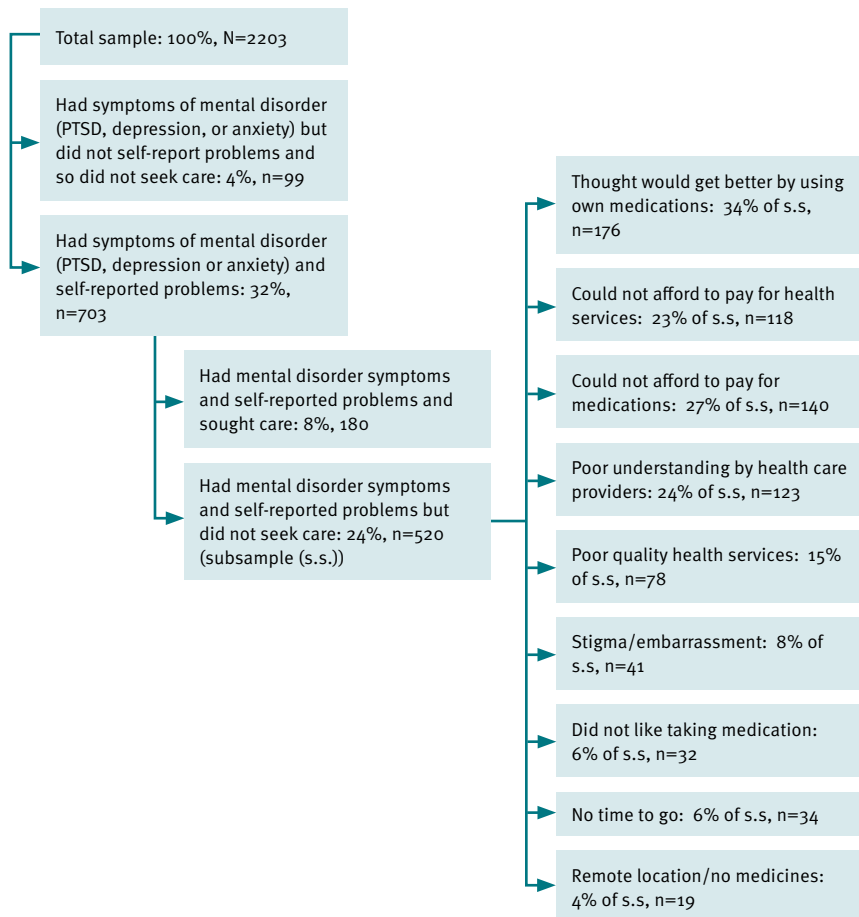 Total sample: 100%, N=2203
Had symptoms of mental disorder
(PTSD, depression, or anxiety) but
did not self-report problems and
so did not seek care: 4%, n=99
Had symptoms of mental disorder
(PTSD, depression or anxiety) and
self-reported problems: 32%,
n=703
Had mental disorder symptoms
and self-reported problems and
sought care: 8%, 180
Had mental disorder symptoms
and self-reported problems but
did not seek care: 24%, n=520
(subsample (s.s.))
Thought would get better by using
own medications: 34% of s.s,
n=176
Could not afford to pay for health
services: 23% of s.s, n=118
Could not afford to pay for
medications: 27% of s.s, n=140
Poor understanding by health care
providers: 24% of s.s, n=123
Poor quality health services: 15%
of s.s, n=78
Stigma/embarrassment: 8% of
s.s, n=41
Did not like taking medication:
6% of s.s, n=32
No time to go: 6% of s.s, n=34
Remote location/no medicines:
4% of s.s, n=19